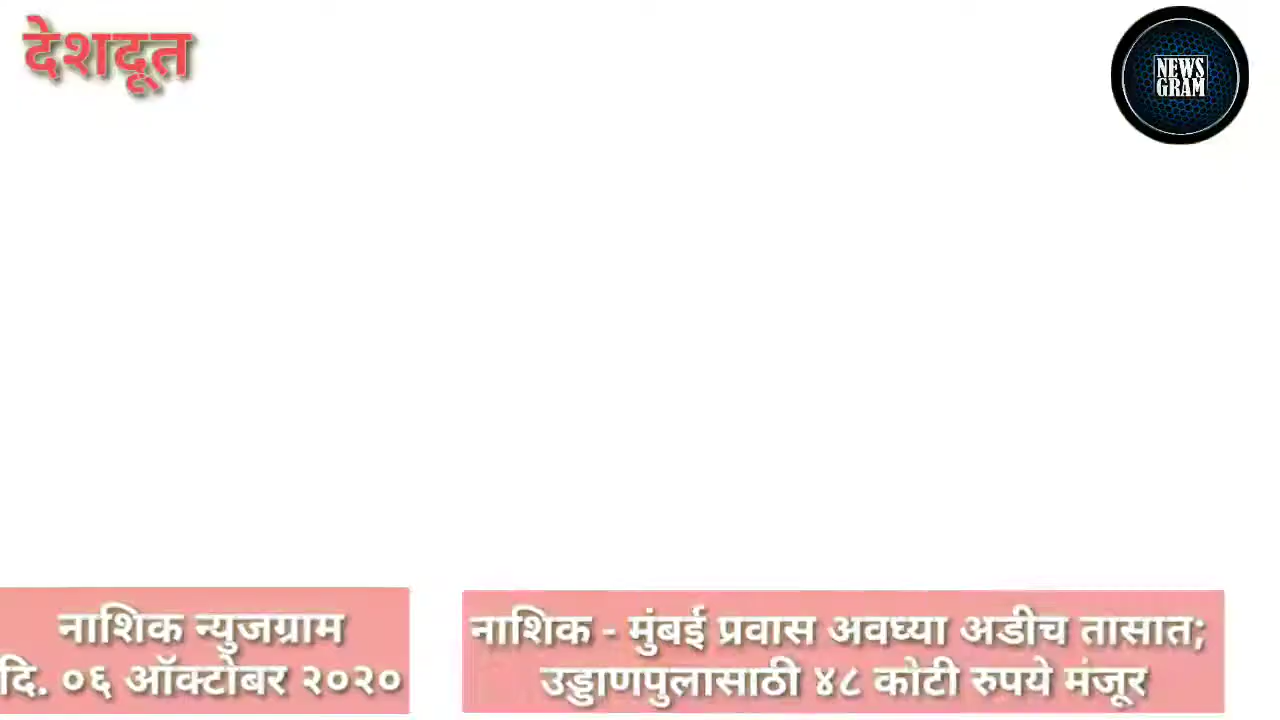 देशदूत
NEWS
GRAM
नाशिक न्युजग्राम
दि. ०६ ऑक्टोबर २०२०
नाशिक - मुंबई प्रवास अवघ्या अडीच तासात;
उड्डाणपुलासाठी ४८ कोटी रुपये मंजूर